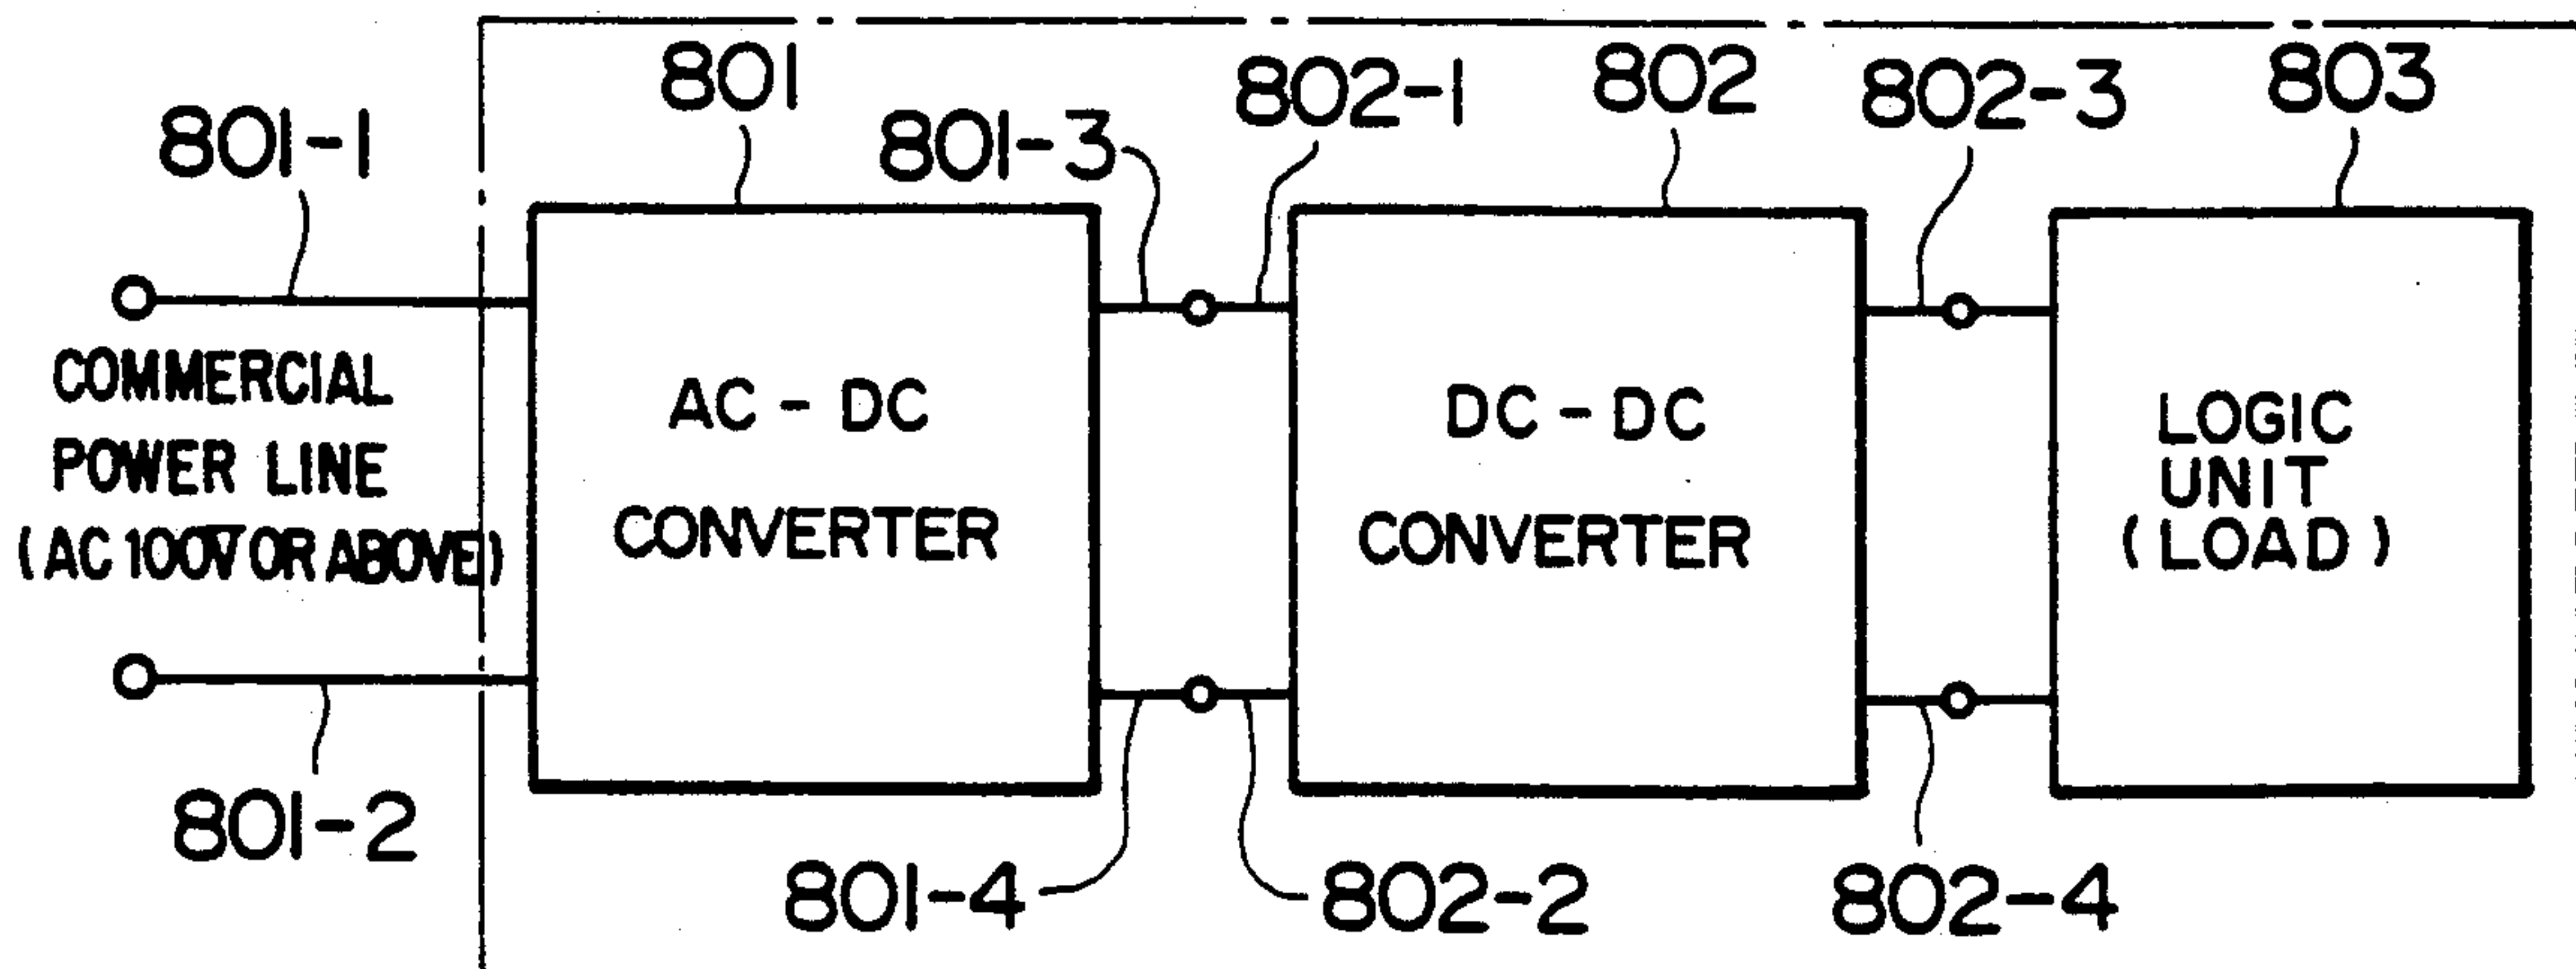 801
802-1
802
802-3
803
801-1
801-3
COMMERCIAL
POWER LINE
(AC 100V OR ABOVE)
AC - DC
CONVERTER
DC - DC
CONVERTER
LOGIC
UNIT
(LOAD)
801-2
801-4
802-2
802-4